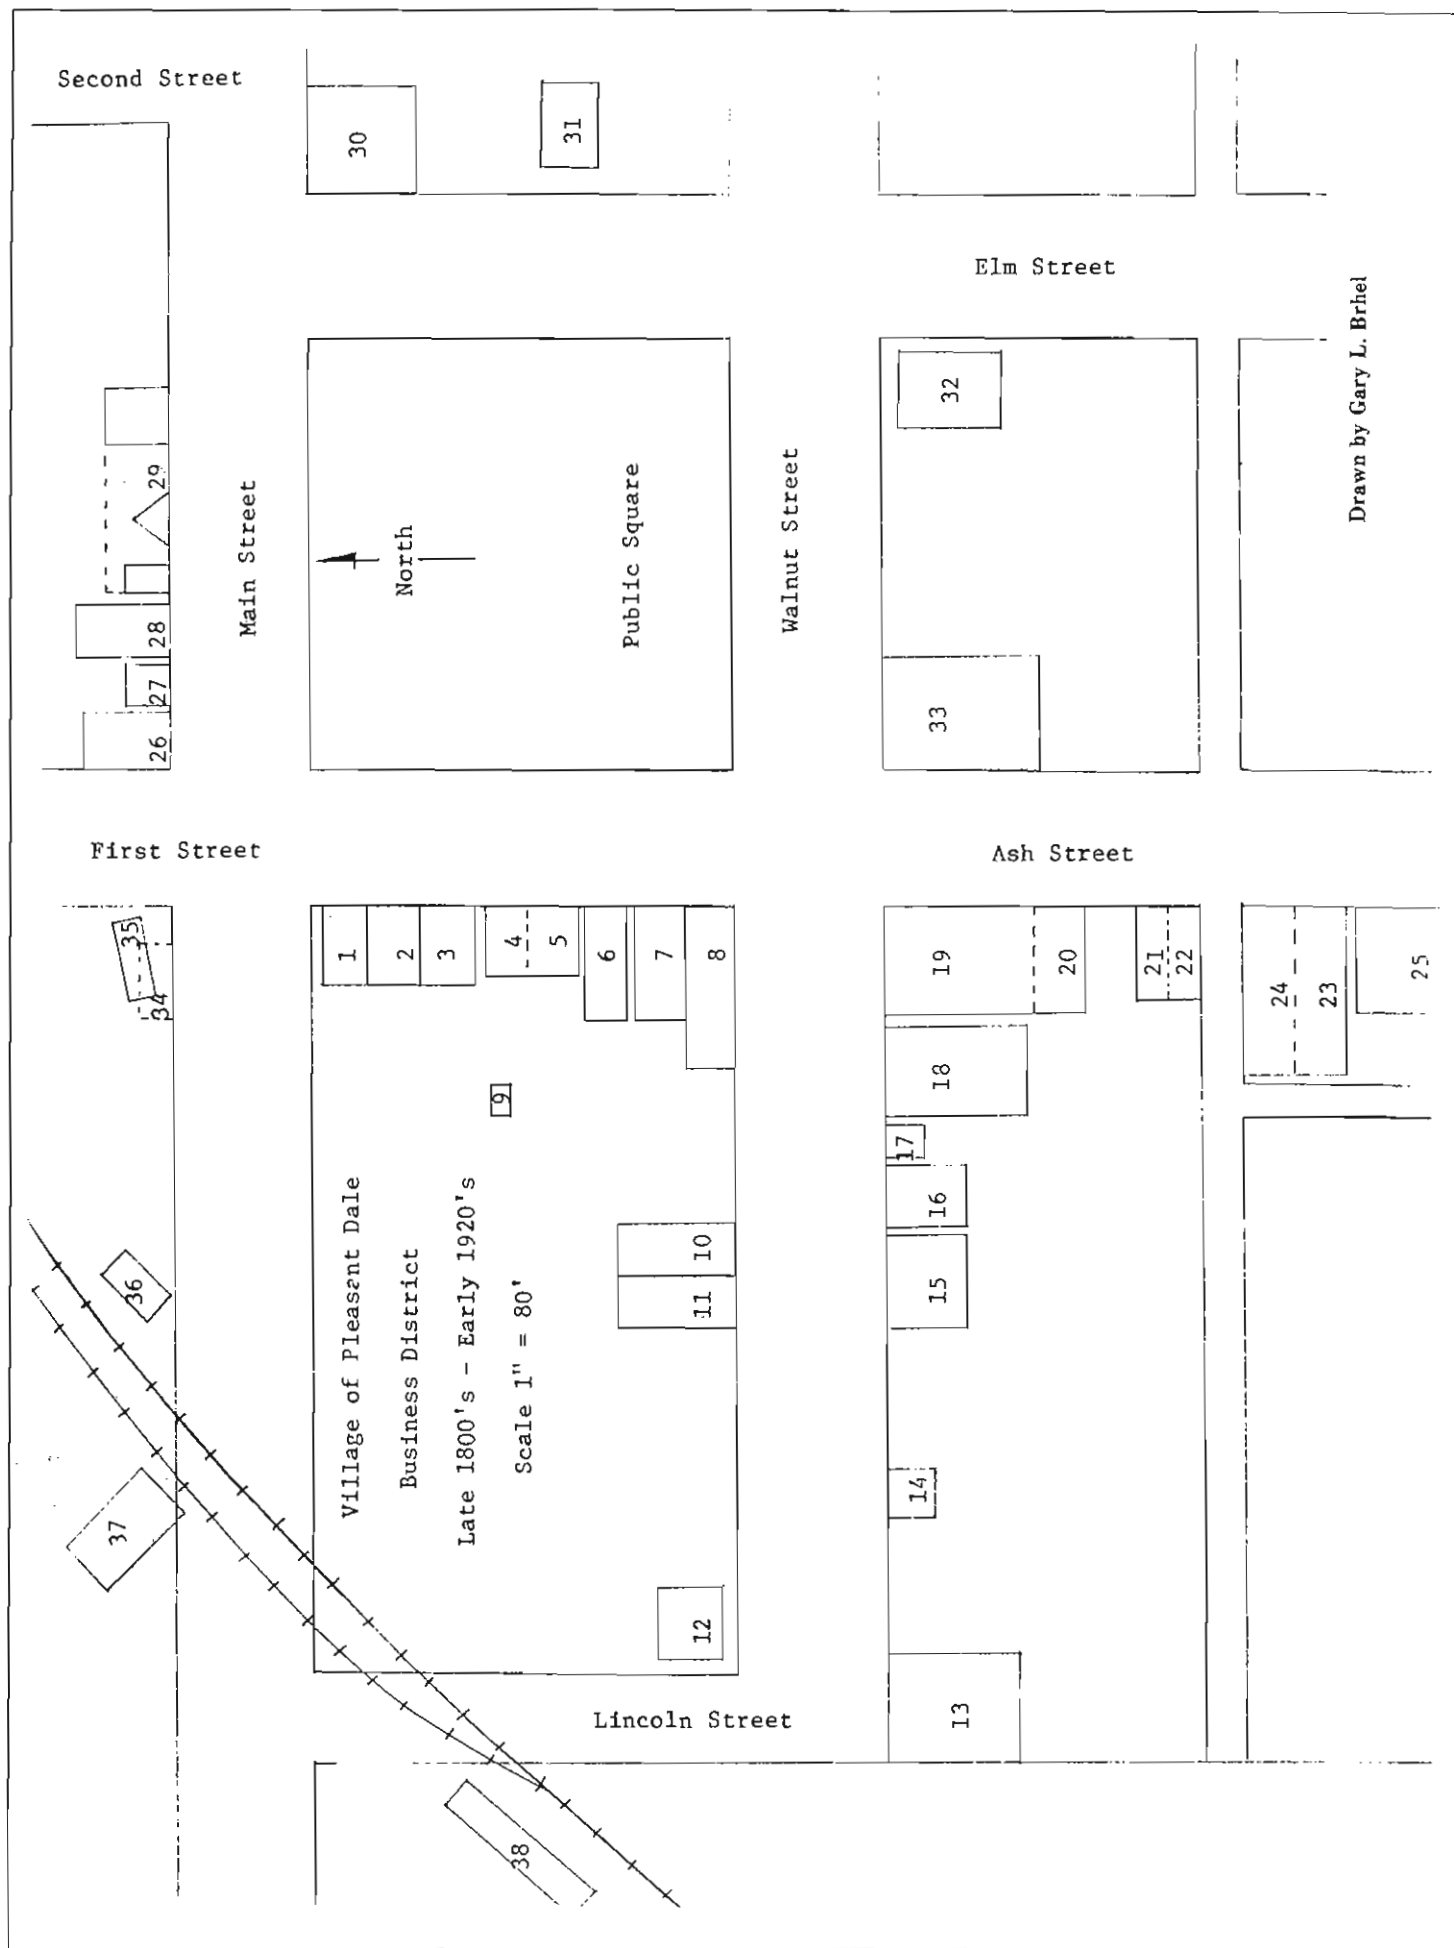 Second Street
30
31
Elm Street
32
29
28
27
26
Main Street
North
Public Square
Walnut Street
33
Drawn by Gary L. Brhel
First Street
Ash Street
35
34
1
2
3
4
5
6
7
8
9
19
20
21
22
24
23
25
18
17
16
15
14
13
10
11
12
Village of Pleasant Dale
Business District
Late 1800's - Early 1920's
Scale 1" = 80'
36
37
Lincoln Street
38